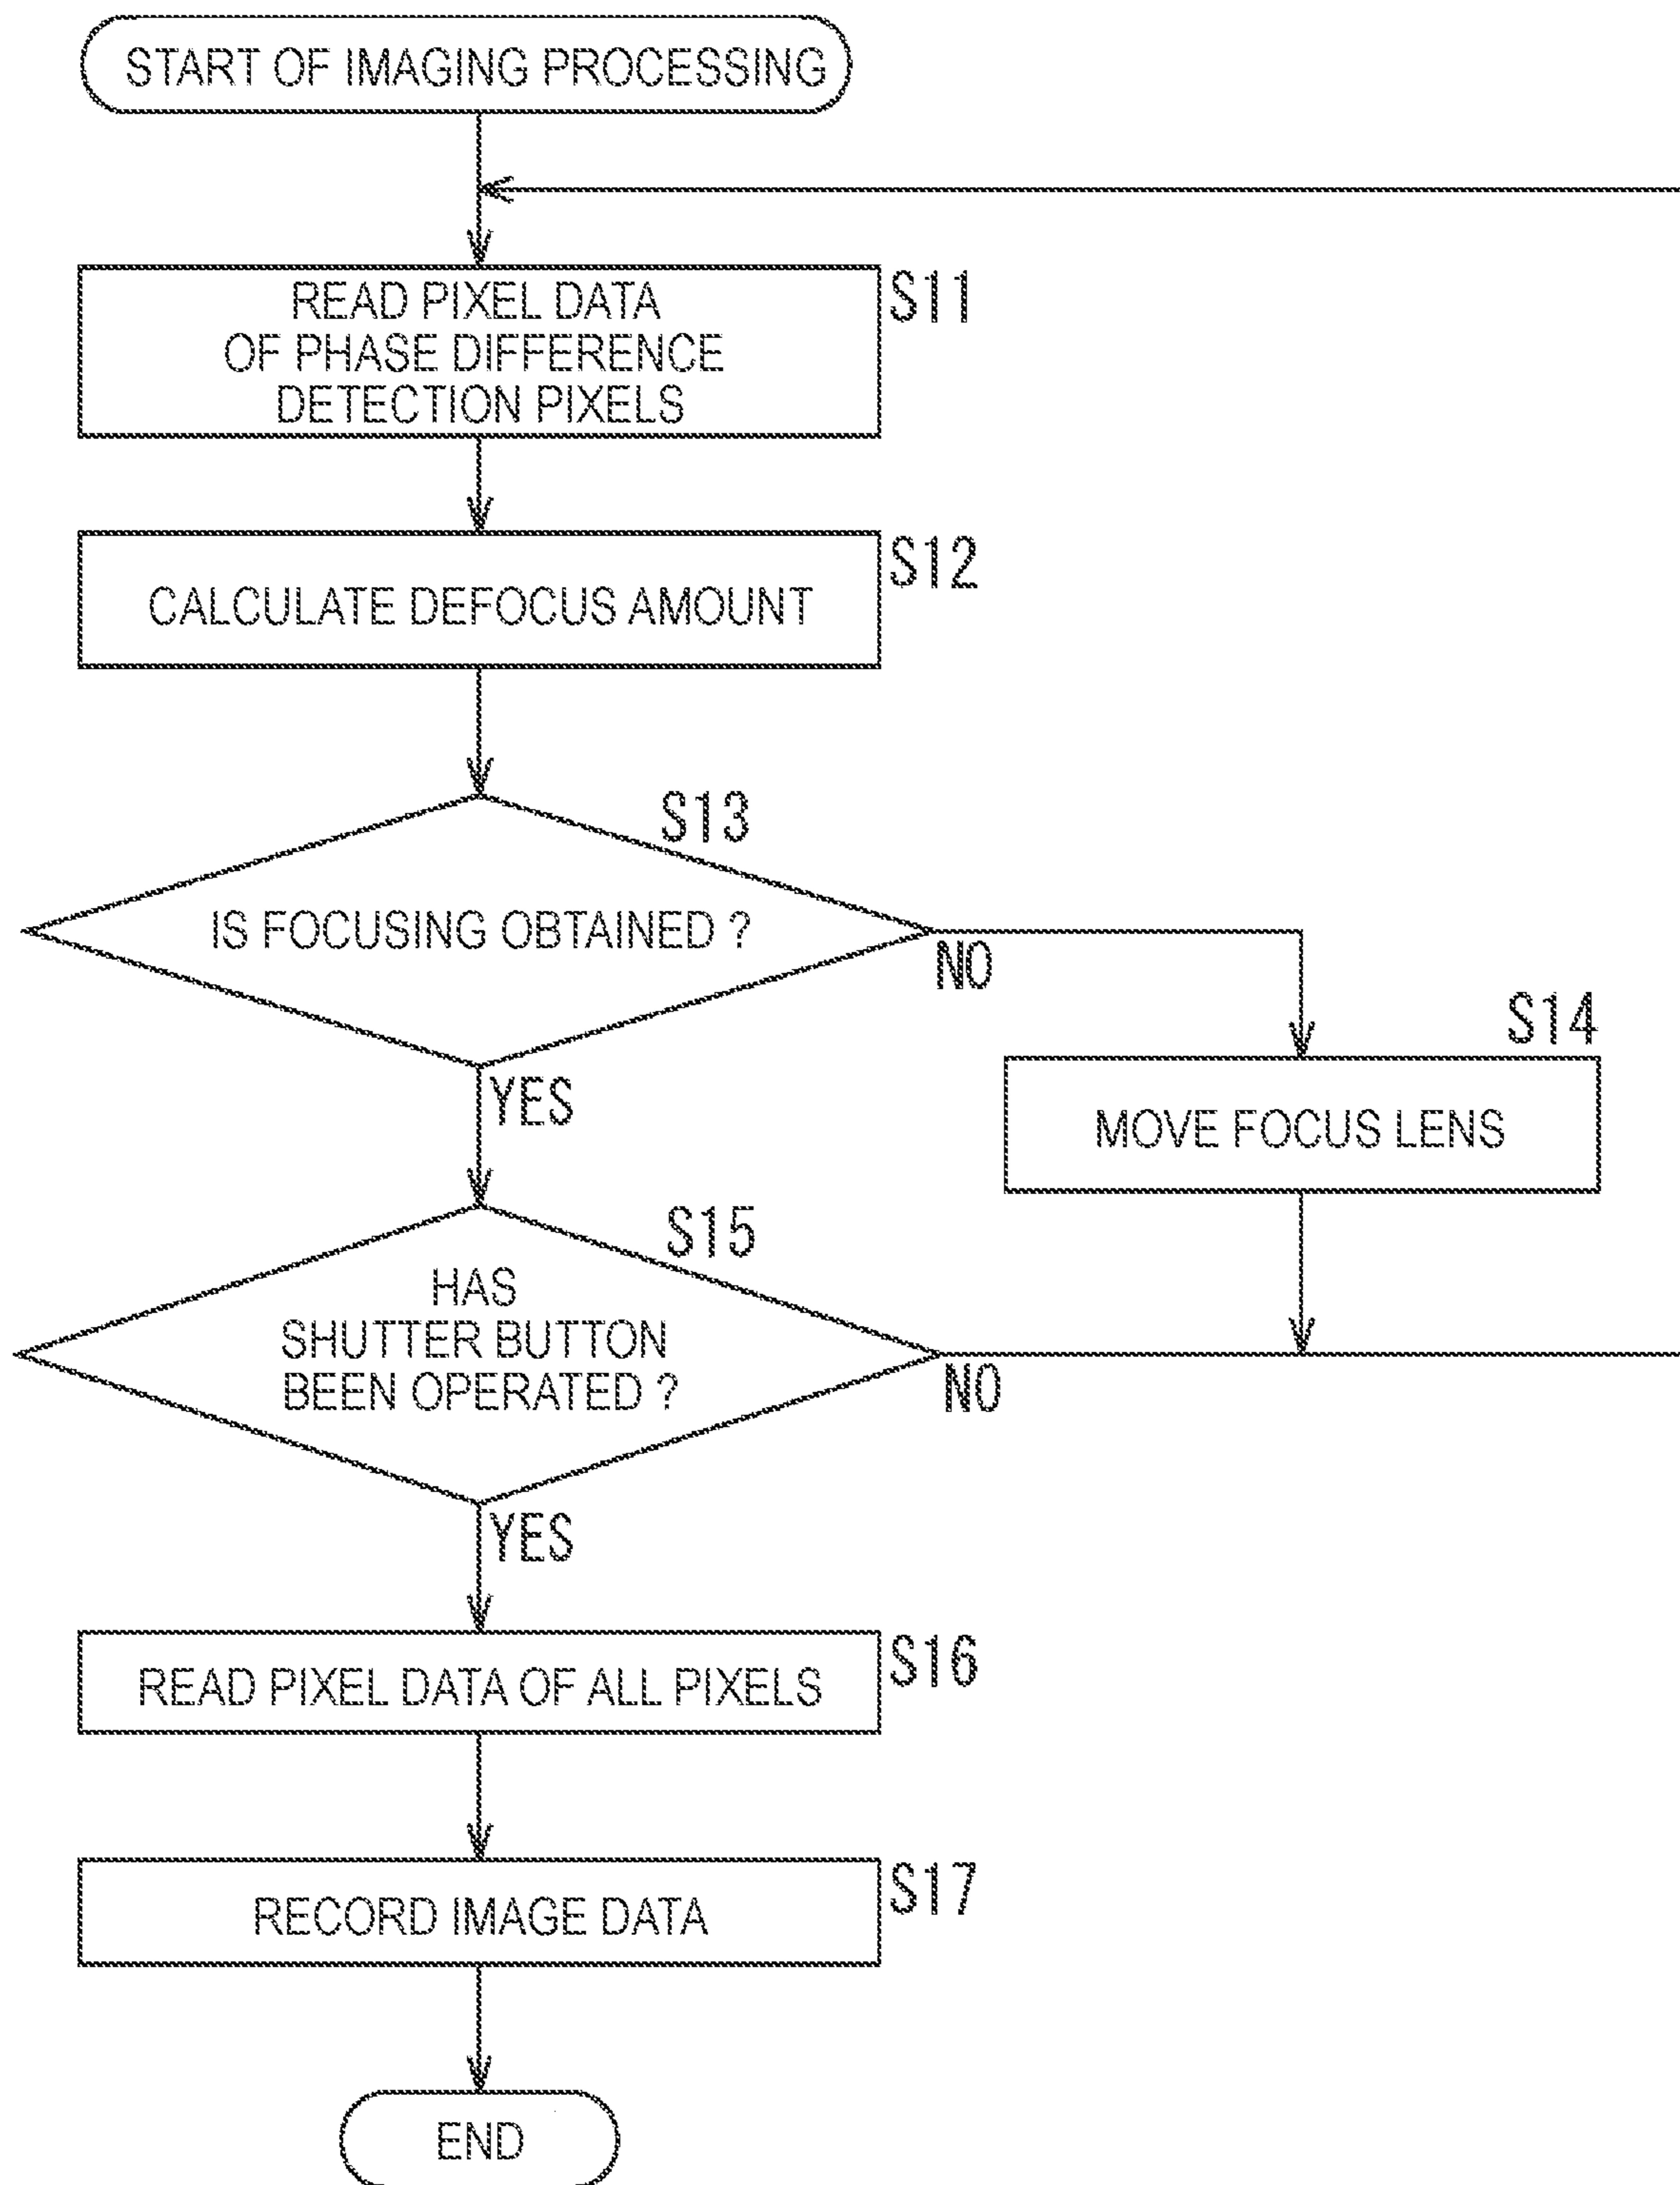 START OF IMAGING PROCESSING
S11
READ PIXEL DATA
OF PHASE DIFFERENCE
DETECTION PIXELS
S12
CALCULATE DEFOCUS AMOUNT
S13
IS FOCUSING OBTAINED ?
NO
YES
S14
MOVE FOCUS LENS
S15
HAS
SHUTTER BUTTON
BEEN OPERATED ?
NO
YES
S16
READ PIXEL DATA OF ALL PIXELS
S17
RECORD IMAGE DATA
END